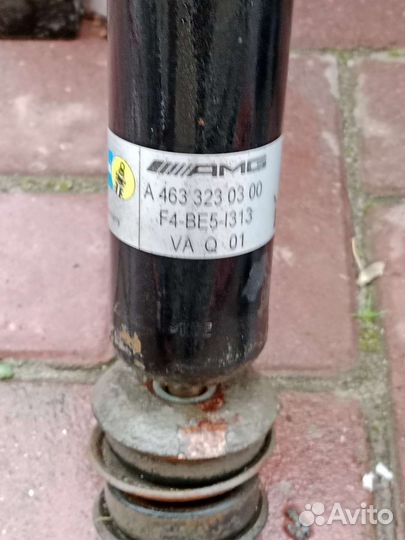 AMG
A 463 323 03 00
F4-BE5-I313
VA Q 01
Avito